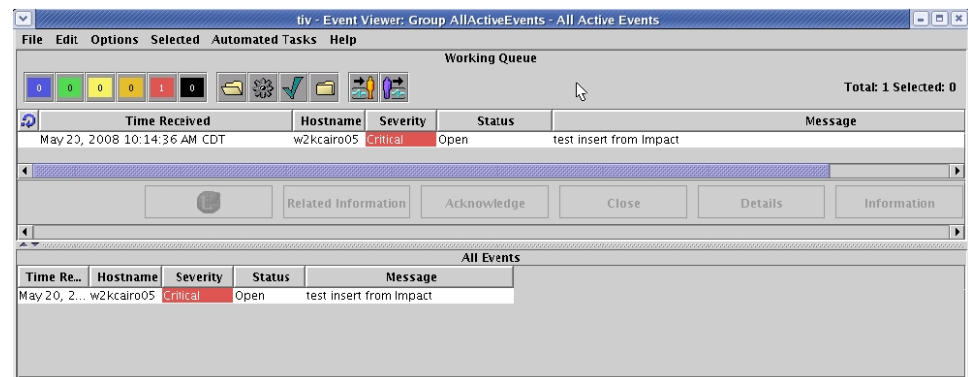 tiv - Event Viewer: Group AllActiveEvents - All Active Events
File Edit Options Selected Automated Tasks Help
Working Queue
0 0 0 0 1 0
Total: 1 Selected: 0
Time Received Hostname Severity Status Message
May 20, 2008 10:14:36 AM CDT w2kcairo05 Critical Open test insert from Impact
Related Information Acknowledge Close Details Information
All Events
Time Re... Hostname Severity Status Message
May 20, 2... w2kcairo05 Critical Open test insert from Impact